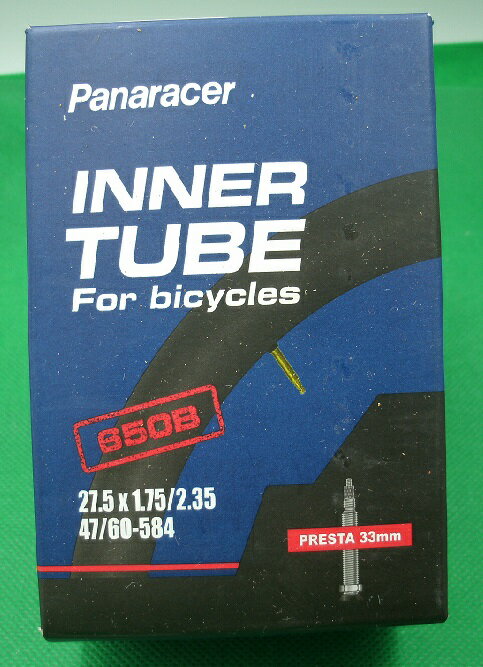 Panaracer
INNER
TUBE
For bicycles
650B
27.5 x 1.75/2.35
47/60-584
PRESTA 33mm